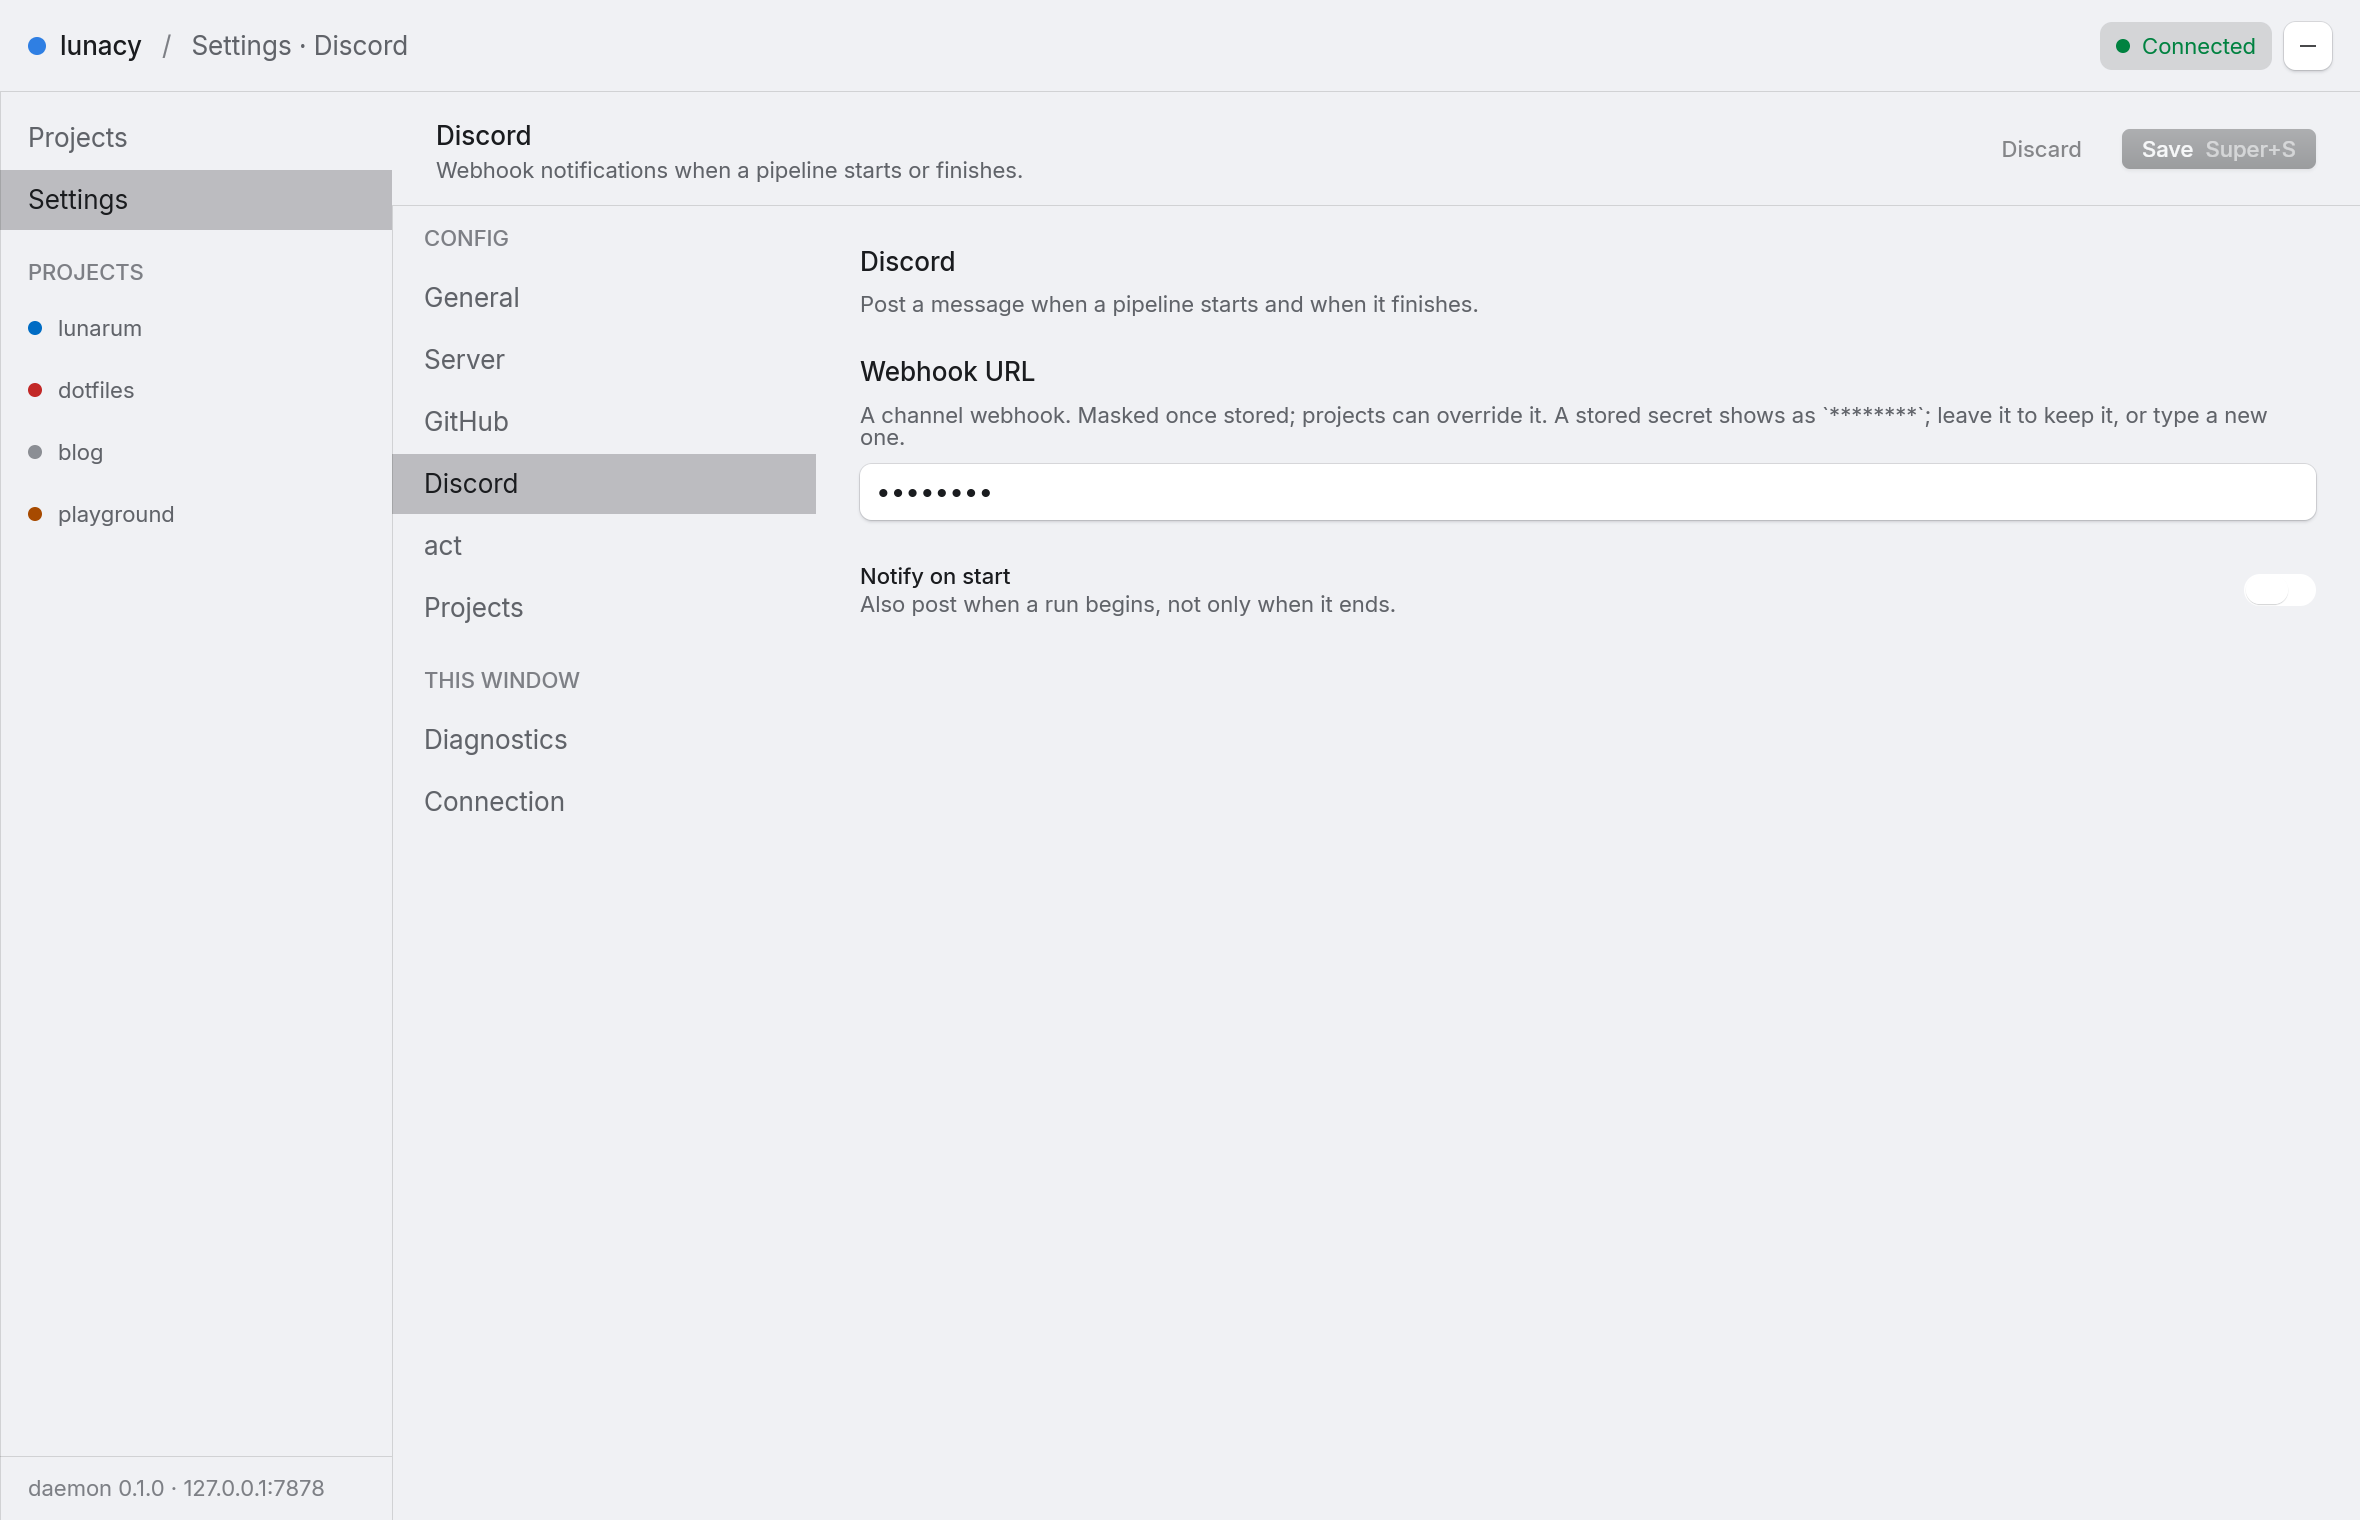 lunacy / Settings · Discord
Connected
Projects
Settings
PROJECTS
lunarum
dotfiles
blog
playground
daemon 0.1.0 · 127.0.0.1:7878
Discord
Webhook notifications when a pipeline starts or finishes.
Discard
Save Super+S
CONFIG
General
Server
GitHub
Discord
act
Projects
THIS WINDOW
Diagnostics
Connection
Discord
Post a message when a pipeline starts and when it finishes.
Webhook URL
A channel webhook. Masked once stored; projects can override it. A stored secret shows as `********`; leave it to keep it, or type a new
one.
••••••••
Notify on start
Also post when a run begins, not only when it ends.